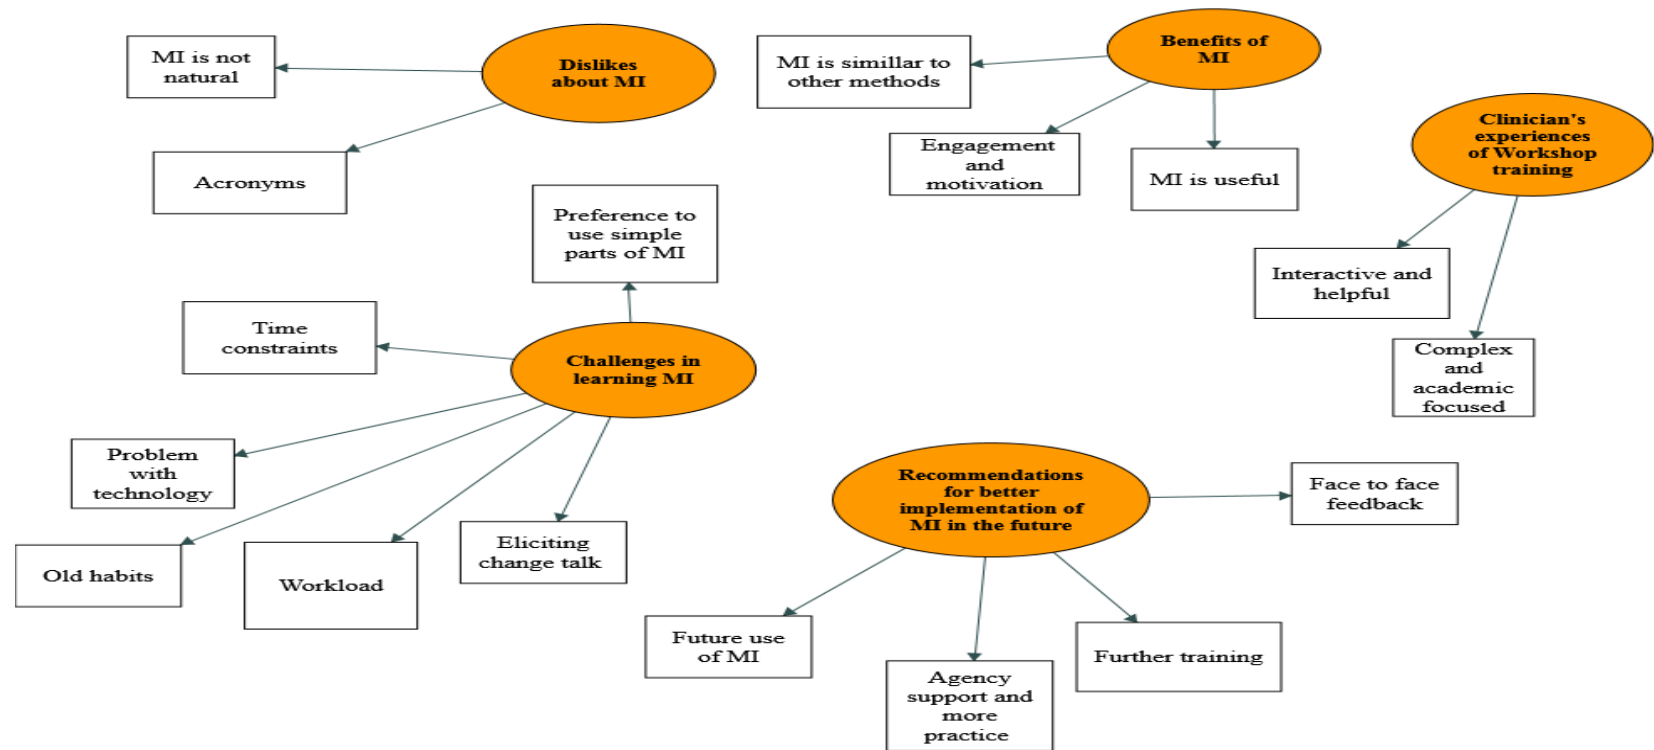 MI is not
natural
Dislikes
about MI
Acronyms
MI is simillar to
other methods
Benefits of
MI
Engagement
and
motivation
MI is useful
Clinician's
experiences
of Workshop
training
Interactive and
helpful
Complex
and
academic
focused
Preference to
use simple
parts of MI
Time
constraints
Challenges in
learning MI
Problem
with
technology
Old habits
Workload
Eliciting
change talk
Recommendations
for better
implementation of
MI in the future
Face to face
feedback
Future use
of MI
Agency
support and
more
practice
Further training